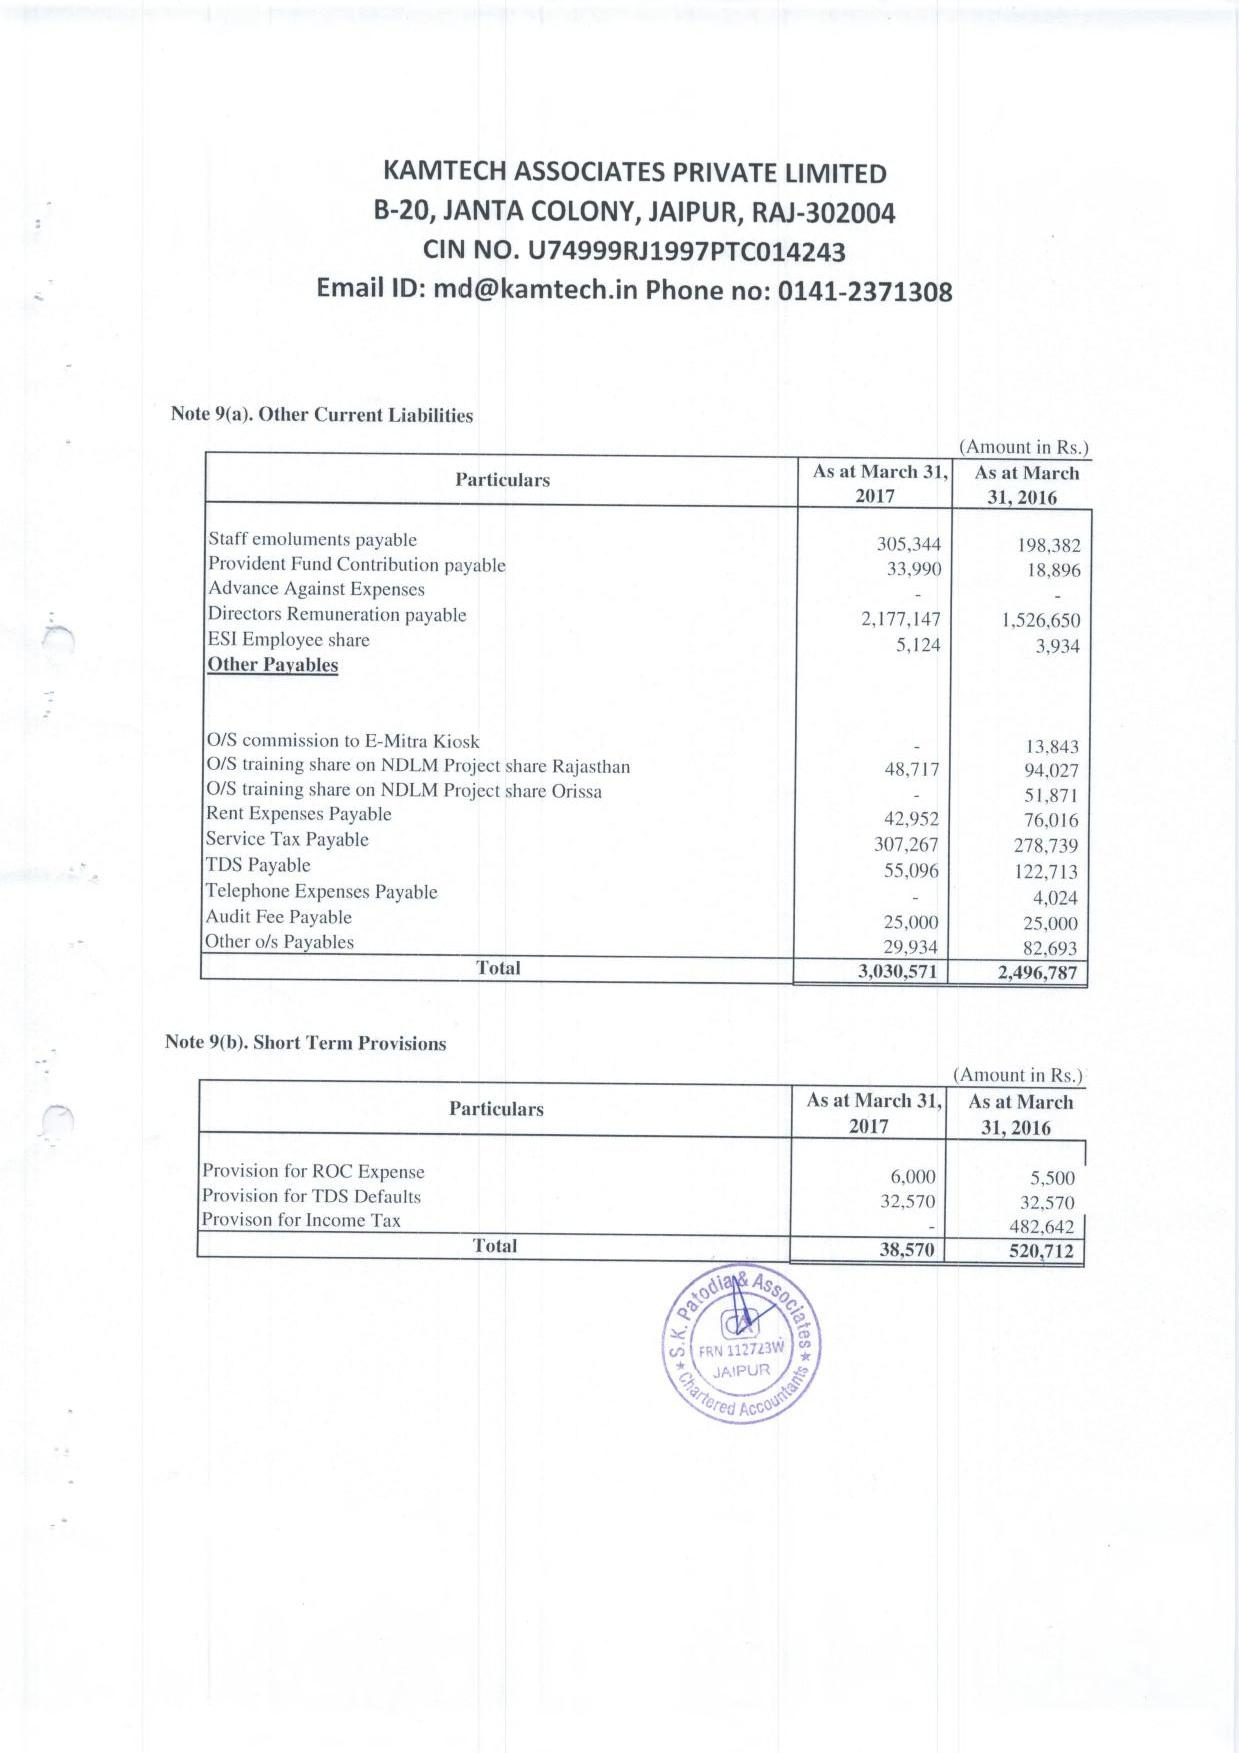 KAMTECH ASSOCIATES PRIVATE LIMITED
B-20, JANTA COLONY, JAIPUR, RAJ-302004
CIN NO. U74999RJ1997PTC014243
Email ID: md@kamtech.in Phone no: 0141-2371308
Note 9(a). Other Current Liabilities
(Amount in Rs.)
Particulars As at March 31, 2017 As at March 31, 2016
Staff emoluments payable 305,344 198,382
Provident Fund Contribution payable 33,990 18,896
Advance Against Expenses - -
Directors Remuneration payable 2,177,147 1,526,650
ESI Employee share 5,124 3,934
Other Payables
O/S commission to E-Mitra Kiosk - 13,843
O/S training share on NDLM Project share Rajasthan 48,717 94,027
O/S training share on NDLM Project share Orissa - 51,871
Rent Expenses Payable 42,952 76,016
Service Tax Payable 307,267 278,739
TDS Payable 55,096 122,713
Telephone Expenses Payable - 4,024
Audit Fee Payable 25,000 25,000
Other o/s Payables 29,934 82,693
Total 3,030,571 2,496,787
Note 9(b). Short Term Provisions
(Amount in Rs.)
Particulars As at March 31, 2017 As at March 31, 2016
Provision for ROC Expense 6,000 5,500
Provision for TDS Defaults 32,570 32,570
Provison for Income Tax - 482,642
Total 38,570 520,712
S.K. Patodia & Associates
CA
FRN 112723W
JAIPUR
Chartered Accountants